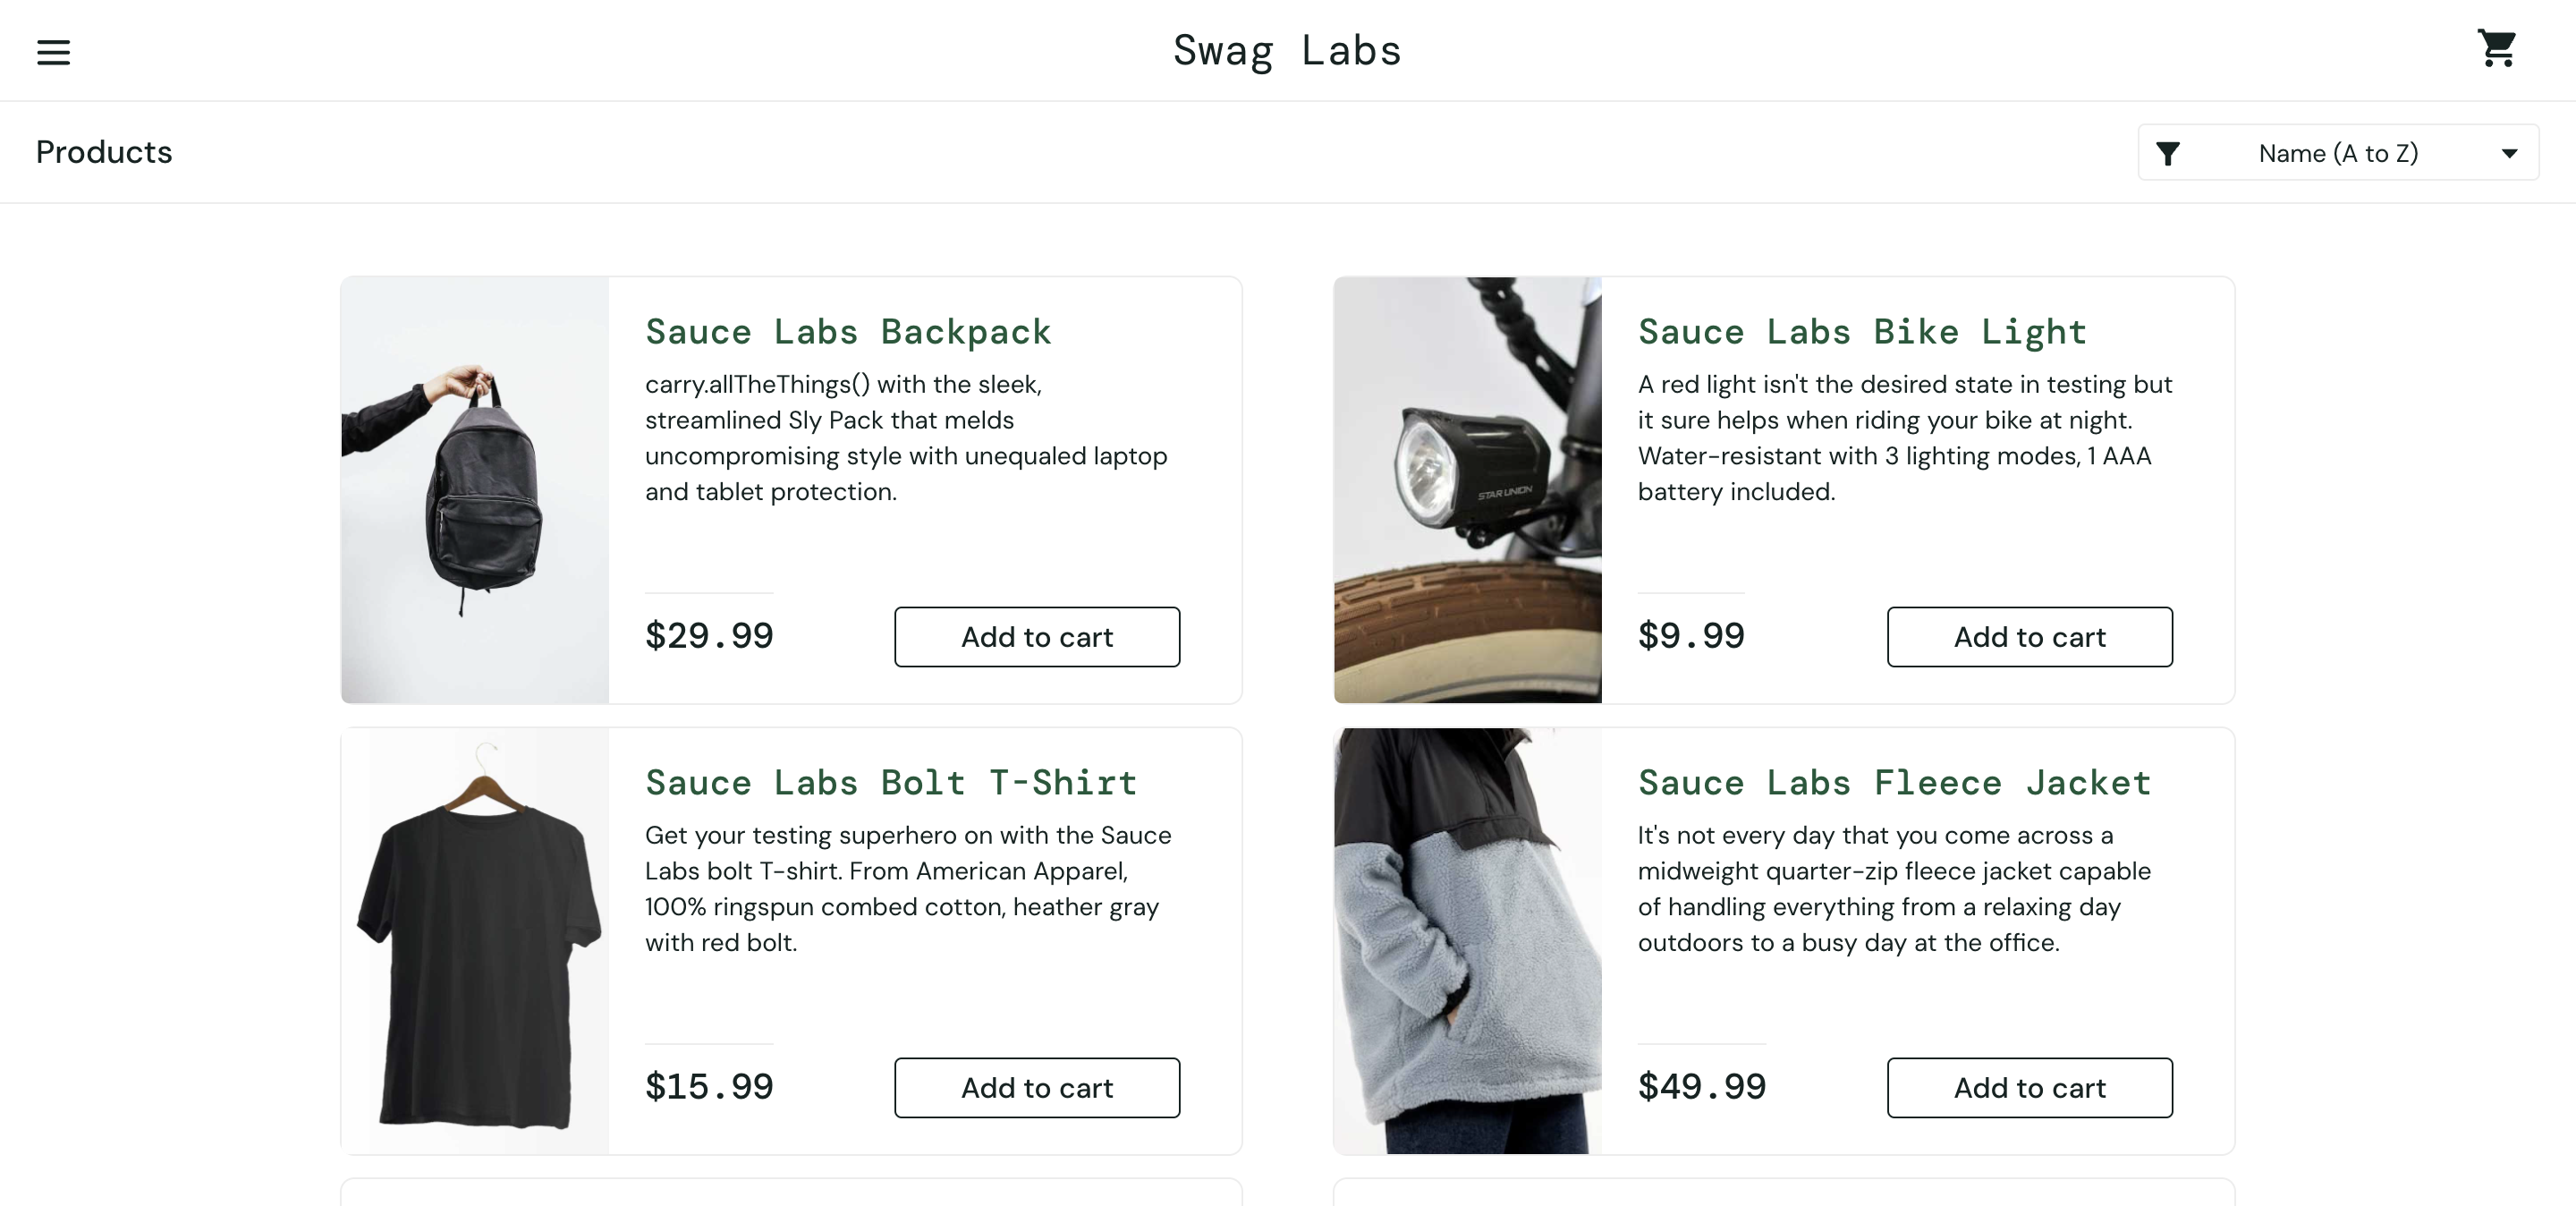 Swag Labs
Products
Name (A to Z)
Sauce Labs Backpack
carry.allTheThings() with the sleek,
streamlined Sly Pack that melds
uncompromising style with unequaled laptop
and tablet protection.
$29.99
Add to cart
Sauce Labs Bike Light
A red light isn't the desired state in testing but
it sure helps when riding your bike at night.
Water-resistant with 3 lighting modes, 1 AAA
battery included.
STAR UNION
$9.99
Add to cart
Sauce Labs Bolt T-Shirt
Get your testing superhero on with the Sauce
Labs bolt T-shirt. From American Apparel,
100% ringspun combed cotton, heather gray
with red bolt.
$15.99
Add to cart
Sauce Labs Fleece Jacket
It's not every day that you come across a
midweight quarter-zip fleece jacket capable
of handling everything from a relaxing day
outdoors to a busy day at the office.
$49.99
Add to cart